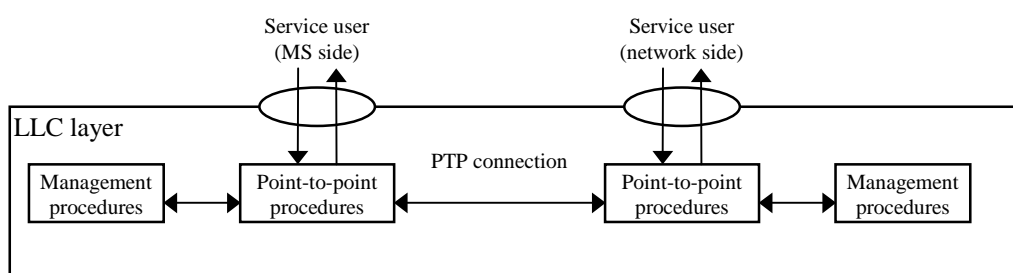 Service user
(MS side)
Service user
(network side)
LLC layer
PTP connection
Management
procedures
Point-to-point
procedures
Point-to-point
procedures
Management
procedures